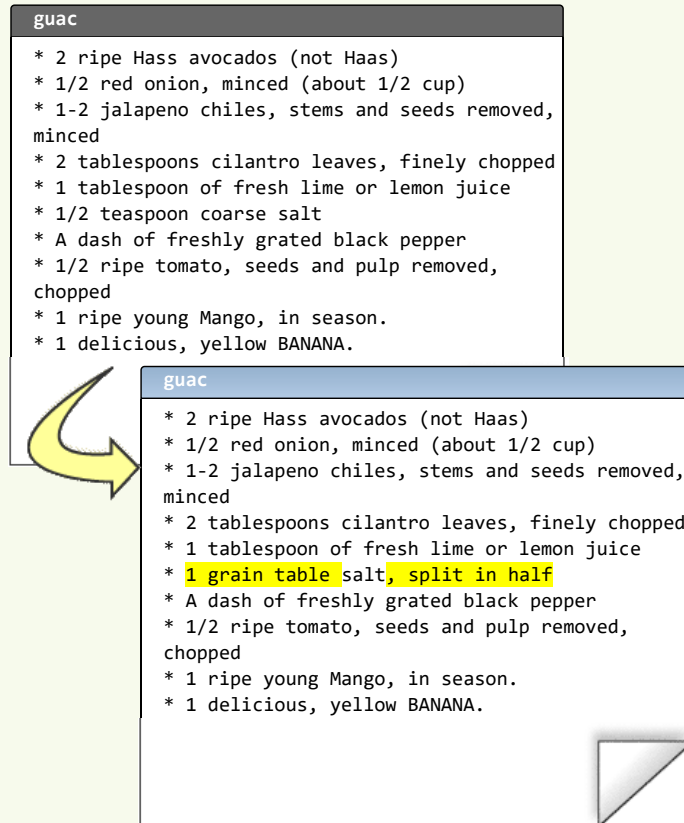 guac
* 2 ripe Hass avocados (not Haas)
* 1/2 red onion, minced (about 1/2 cup)
* 1-2 jalapeno chiles, stems and seeds removed,
minced
* 2 tablespoons cilantro leaves, finely chopped
* 1 tablespoon of fresh lime or lemon juice
* 1/2 teaspoon coarse salt
* A dash of freshly grated black pepper
* 1/2 ripe tomato, seeds and pulp removed,
chopped
* 1 ripe young Mango, in season.
* 1 delicious, yellow BANANA.
guac
* 2 ripe Hass avocados (not Haas)
* 1/2 red onion, minced (about 1/2 cup)
* 1-2 jalapeno chiles, stems and seeds removed,
minced
* 2 tablespoons cilantro leaves, finely chopped
* 1 tablespoon of fresh lime or lemon juice
* 1 grain table salt, split in half
* A dash of freshly grated black pepper
* 1/2 ripe tomato, seeds and pulp removed,
chopped
* 1 ripe young Mango, in season.
* 1 delicious, yellow BANANA.